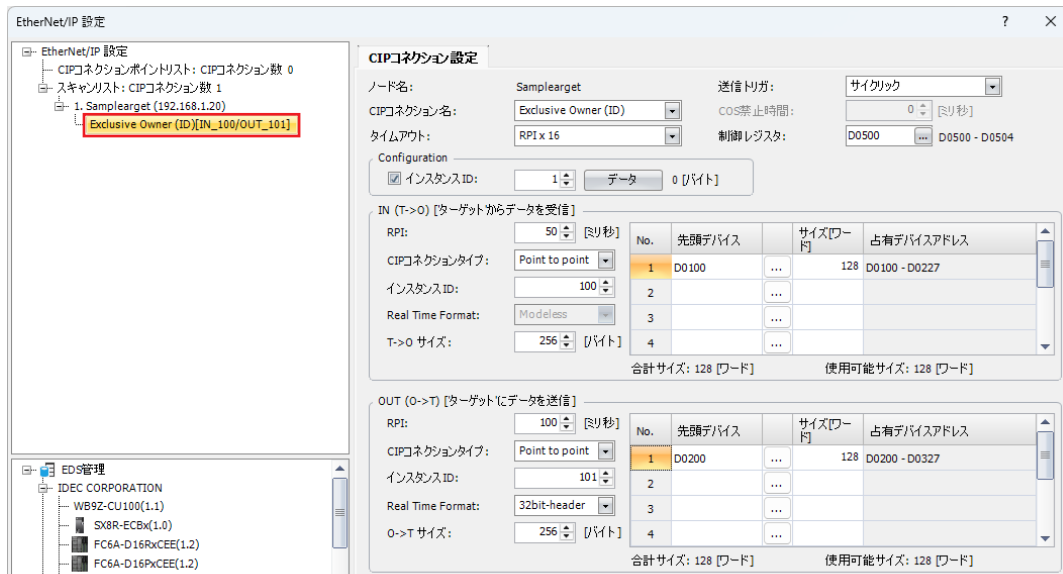 EtherNet/IP 設定
?
EtherNet/IP 設定
CIPコネクションポイントリスト: CIPコネクション数 0
スキャンリスト: CIPコネクション数 1
1. Samplearget (192.168.1.20)
Exclusive Owner (ID)[IN_100/OUT_101]
EDS管理
IDEC CORPORATION
WB9Z-CU100(1.1)
SX8R-ECBx(1.0)
FC6A-D16RxCEE(1.2)
FC6A-D16PxCEE(1.2)
CIPコネクション設定
ノード名: Samplearget 送信トリガ: サイクリック
CIPコネクション名: Exclusive Owner (ID) COS禁止時間: 0 [ミリ秒]
タイムアウト: RPI x 16 制御レジスタ: D0500 ... D0500 - D0504
Configuration
インスタンスID: 1 データ 0 [バイト]
IN (T->O) [ターゲットからデータを受信]
RPI: 50 [ミリ秒]
CIPコネクションタイプ: Point to point
インスタンスID: 100
Real Time Format: Modeless
T->O サイズ: 256 [バイト]
No. 先頭デバイス サイズ[ワード] 占有デバイスアドレス
1 D0100 ... 128 D0100 - D0227
2 ...
3 ...
4 ...
合計サイズ: 128 [ワード] 使用可能サイズ: 128 [ワード]
OUT (O->T) [ターゲットにデータを送信]
RPI: 100 [ミリ秒]
CIPコネクションタイプ: Point to point
インスタンスID: 101
Real Time Format: 32bit-header
O->T サイズ: 256 [バイト]
No. 先頭デバイス サイズ[ワード] 占有デバイスアドレス
1 D0200 ... 128 D0200 - D0327
2 ...
3 ...
4 ...
合計サイズ: 128 [ワード] 使用可能サイズ: 128 [ワード]